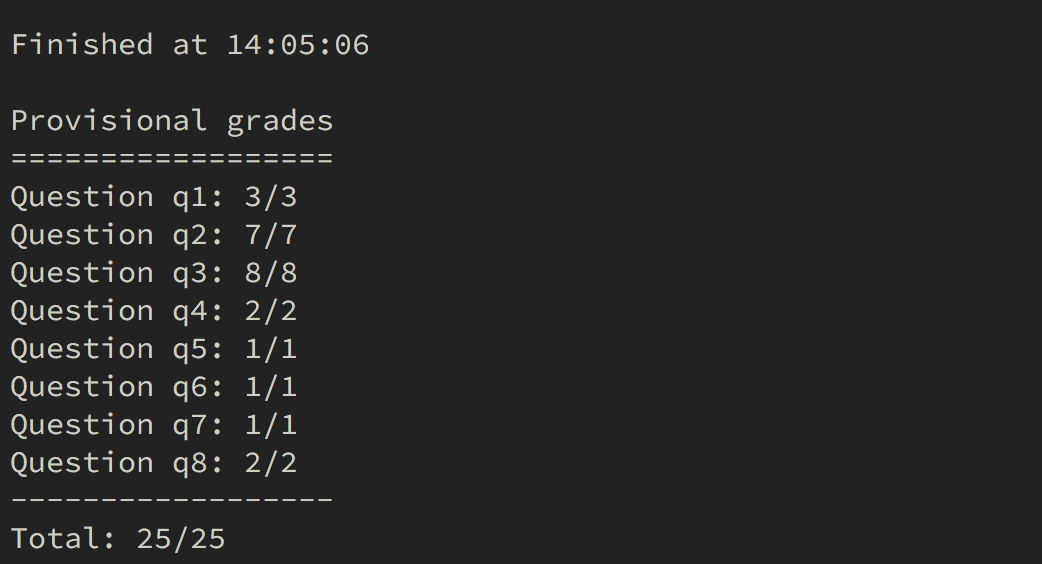 Finished at 14:05:06
Provisional grades
==================
Question q1: 3/3
Question q2: 7/7
Question q3: 8/8
Question q4: 2/2
Question q5: 1/1
Question q6: 1/1
Question q7: 1/1
Question q8: 2/2
------------------
Total: 25/25